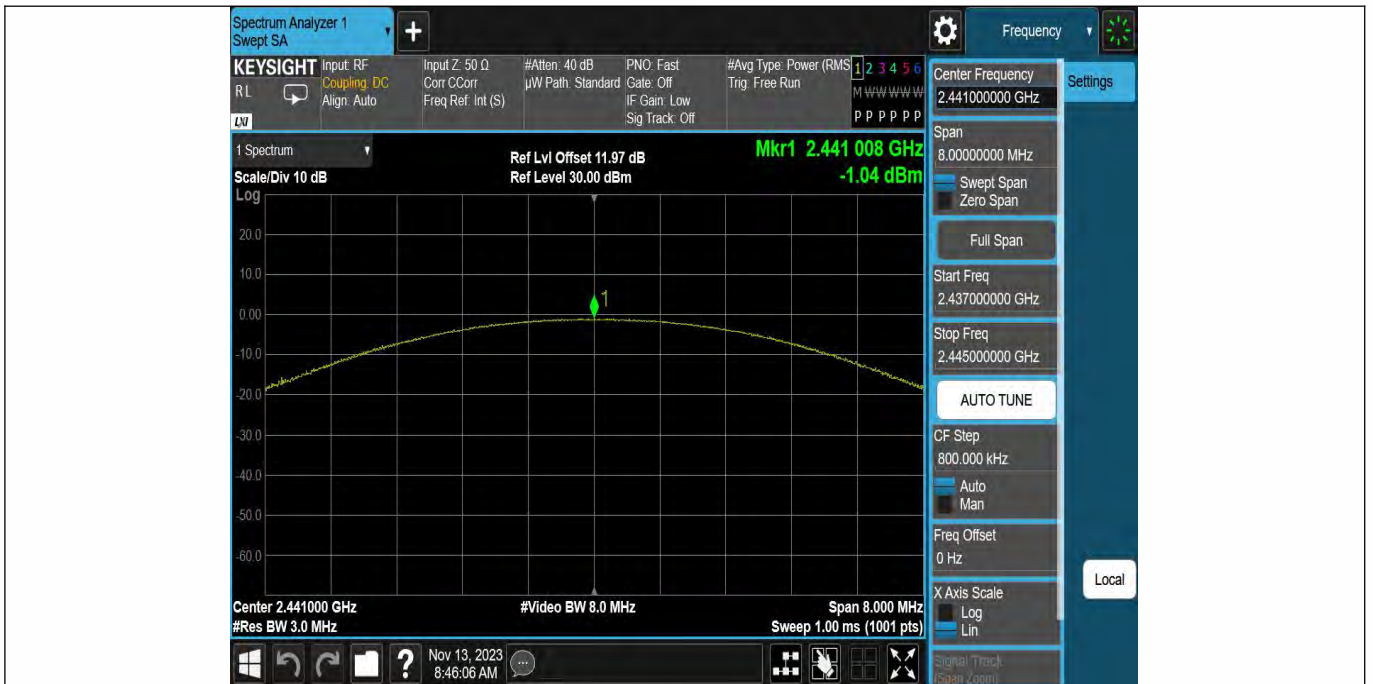 Spectrum Analyzer 1
Swept SA
+
Frequency
KEYSIGHT
RL
LXI
Input: RF
Coupling: DC
Align: Auto
Input Z: 50 Ω
Corr CCorr
Freq Ref: Int (S)
#Atten: 40 dB
µW Path: Standard
PNO: Fast
Gate: Off
IF Gain: Low
Sig Track: Off
#Avg Type: Power (RMS
Trig: Free Run
1 2 3 4 5 6
M W W W W W
P P P P P P
1 Spectrum
Scale/Div 10 dB
Log
Ref Lvl Offset 11.97 dB
Ref Level 30.00 dBm
Mkr1 2.441 008 GHz
-1.04 dBm
20.0
10.0
0.00
-10.0
-20.0
-30.0
-40.0
-50.0
-60.0
1
Center 2.441000 GHz
#Res BW 3.0 MHz
#Video BW 8.0 MHz
Span 8.000 MHz
Sweep 1.00 ms (1001 pts)
Center Frequency
2.441000000 GHz
Settings
Span
8.00000000 MHz
Swept Span
Zero Span
Full Span
Start Freq
2.437000000 GHz
Stop Freq
2.445000000 GHz
AUTO TUNE
CF Step
800.000 kHz
Auto
Man
Freq Offset
0 Hz
X Axis Scale
Log
Lin
Local
Signal Track
(Span Zoom)
?
Nov 13, 2023
8:46:06 AM